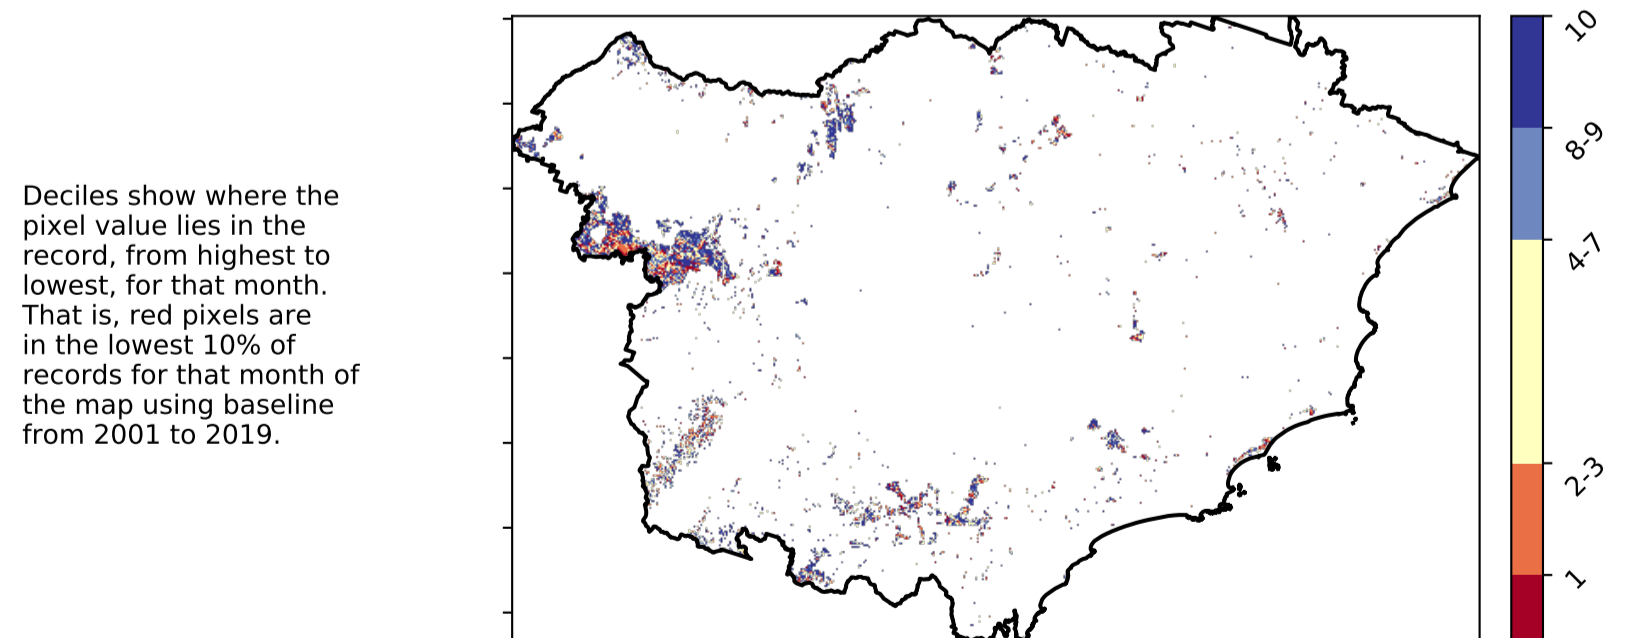 Deciles show where the
pixel value lies in the
record, from highest to
lowest, for that month.
That is, red pixels are
in the lowest 10% of
records for that month of
the map using baseline
from 2001 to 2019.
10
8-9
4-7
2-3
1